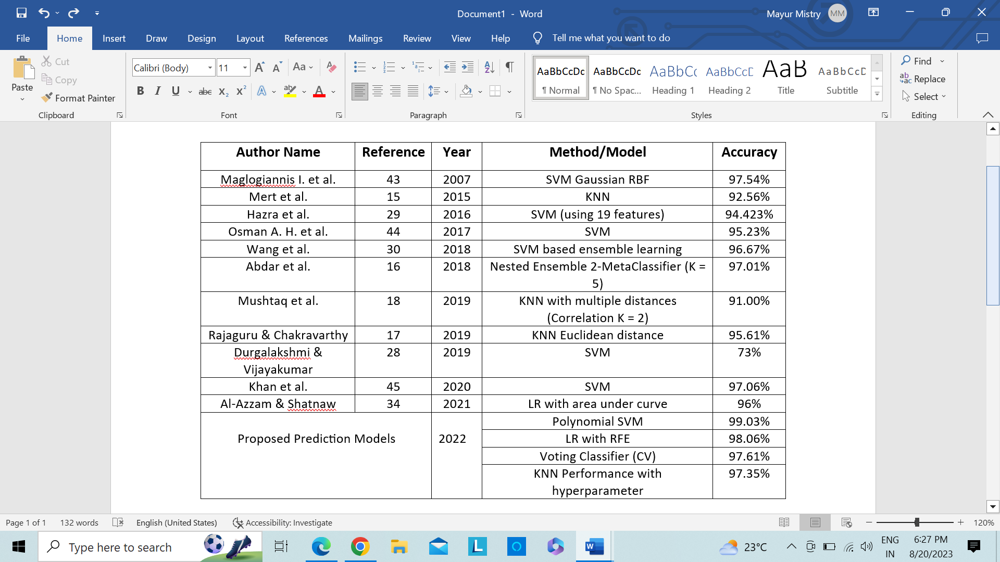 Document1 - Word
Mayur Mistry
MM
File
Home
Insert
Draw
Design
Layout
References
Mailings
Review
View
Help
Tell me what you want to do
Paste
Cut
Copy
Format Painter
Clipboard
Calibri (Body)
11
Font
Paragraph
AaBbCcDc
¶ Normal
AaBbCcDc
¶ No Spac...
AaBbCc
Heading 1
AaBbCcD
Heading 2
AaB
Title
AaBbCcD
Subtitle
Styles
Find
Replace
Select
Editing
Author Name Reference Year Method/Model Accuracy
Maglogiannis I. et al. 43 2007 SVM Gaussian RBF 97.54%
Mert et al. 15 2015 KNN 92.56%
Hazra et al. 29 2016 SVM (using 19 features) 94.423%
Osman A. H. et al. 44 2017 SVM 95.23%
Wang et al. 30 2018 SVM based ensemble learning 96.67%
Abdar et al. 16 2018 Nested Ensemble 2-MetaClassifier (K = 97.01%
5)
Mushtaq et al. 18 2019 KNN with multiple distances 91.00%
(Correlation K = 2)
Rajaguru & Chakravarthy 17 2019 KNN Euclidean distance 95.61%
Durgalakshmi & 28 2019 SVM 73%
Vijayakumar
Khan et al. 45 2020 SVM 97.06%
Al-Azzam & Shatnaw 34 2021 LR with area under curve 96%
Polynomial SVM 99.03%
Proposed Prediction Models 2022 LR with RFE 98.06%
Voting Classifier (CV) 97.61%
KNN Performance with 97.35%
hyperparameter
Page 1 of 1
132 words
English (United States)
Accessibility: Investigate
120%
Type here to search
23°C
ENG
IN
6:27 PM
8/20/2023